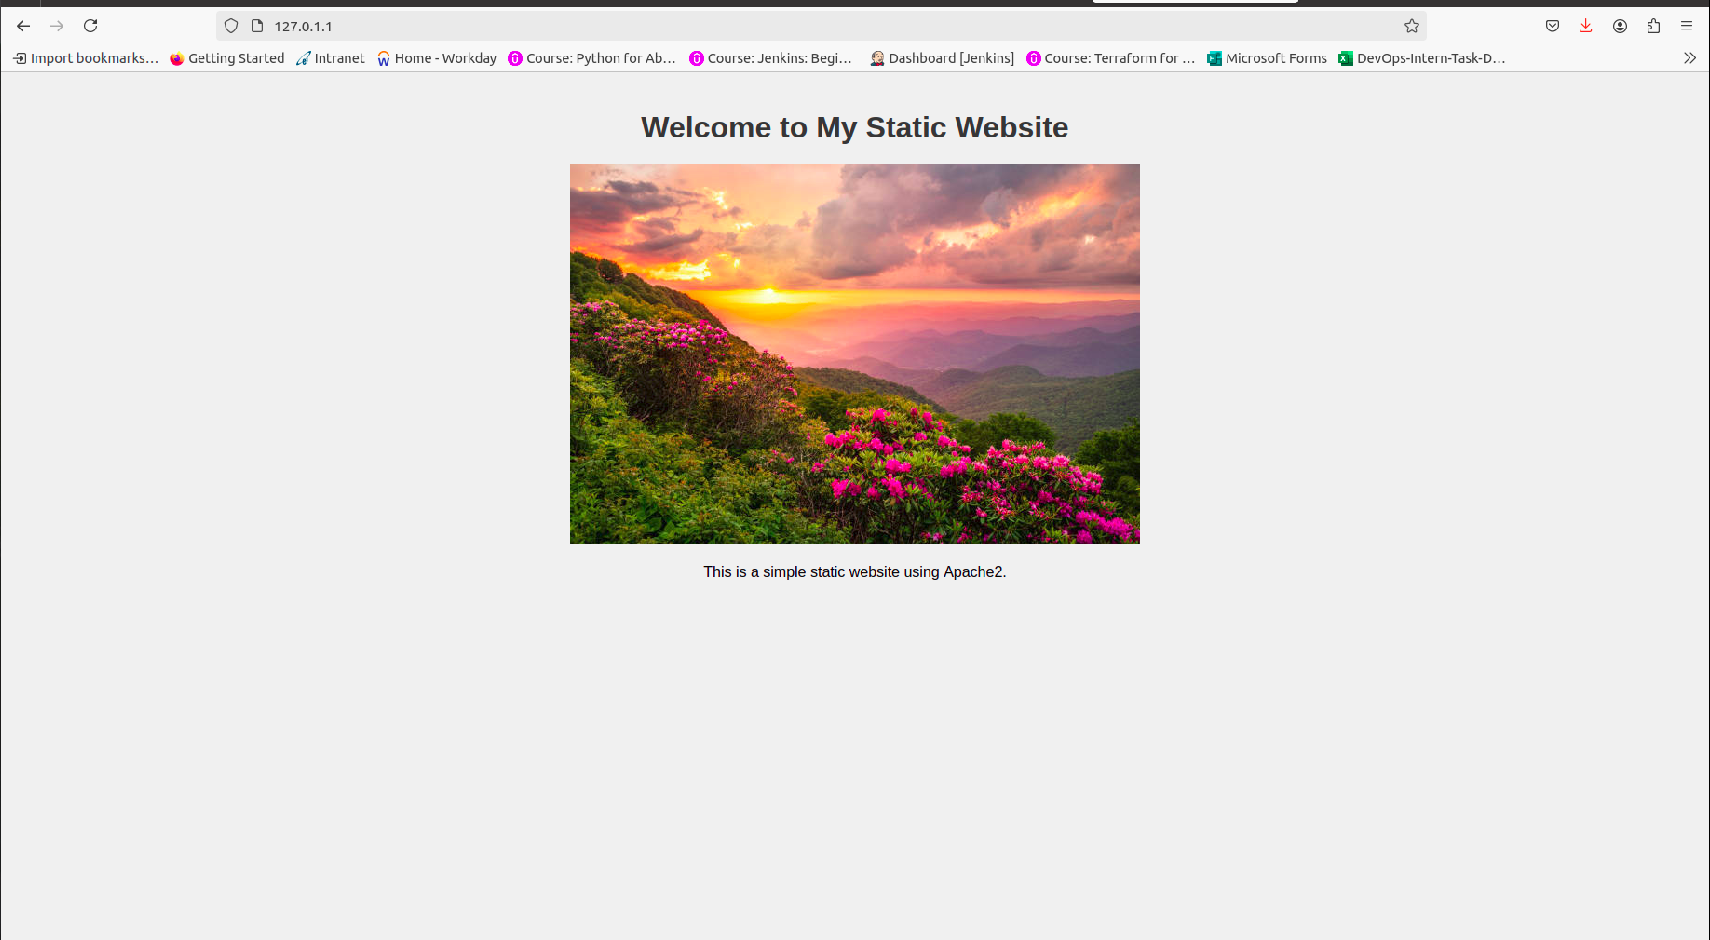 127.0.1.1
Import bookmarks... Getting Started Intranet Home - Workday Course: Python for Ab... Course: Jenkins: Begi... Dashboard [Jenkins] Course: Terraform for ... Microsoft Forms DevOps-Intern-Task-D...
Welcome to My Static Website
This is a simple static website using Apache2.